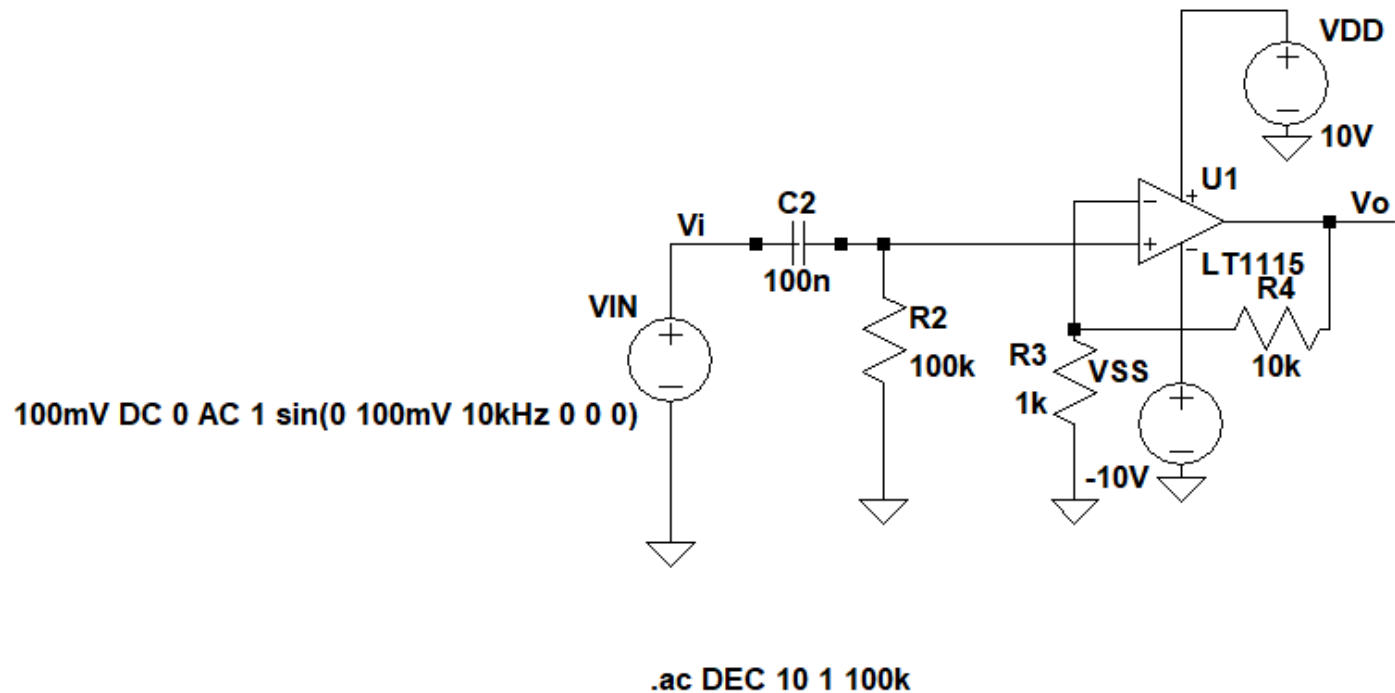 VDD
+
−
10V
U1
+
−
+
−
LT1115
Vo
C2
100n
Vi
VIN
+
−
R2
100k
R3
1k
R4
10k
VSS
+
−
-10V
100mV DC 0 AC 1 sin(0 100mV 10kHz 0 0 0)
.ac DEC 10 1 100k